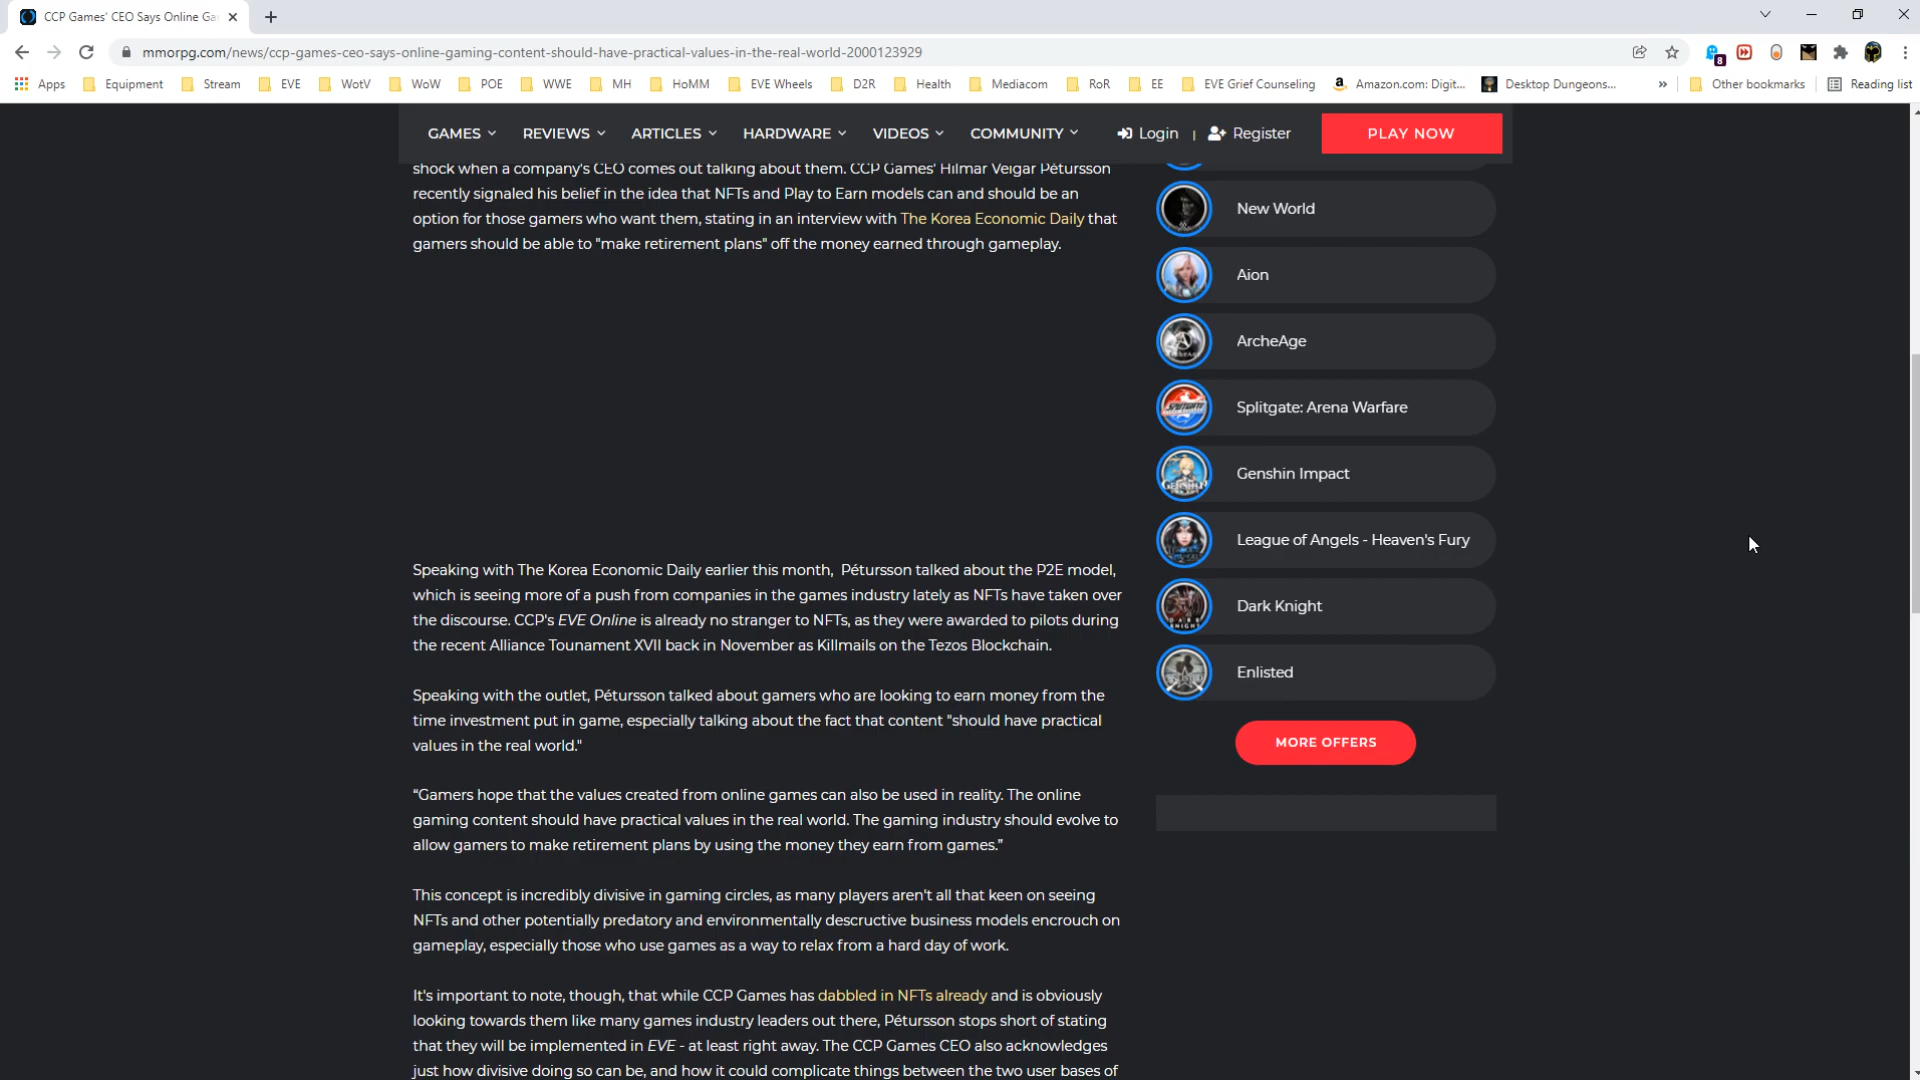 CCP Games' CEO Says Online Ga
mmorpg.com/news/ccp-games-ceo-says-online-gaming-content-should-have-practical-values-in-the-real-world-2000123929
8
Apps Equipment Stream EVE WotV WoW POE WWE MH HoMM EVE Wheels D2R Health Mediacom RoR EE EVE Grief Counseling Amazon.com: Digit... Desktop Dungeons... » Other bookmarks Reading list
GAMES REVIEWS ARTICLES HARDWARE VIDEOS COMMUNITY Login | Register PLAY NOW
shock when a company's CEO comes out talking about them. CCP Games' Hilmar Veigar Pétursson
recently signaled his belief in the idea that NFTs and Play to Earn models can and should be an
option for those gamers who want them, stating in an interview with The Korea Economic Daily that
gamers should be able to "make retirement plans" off the money earned through gameplay.
Speaking with The Korea Economic Daily earlier this month,  Pétursson talked about the P2E model,
which is seeing more of a push from companies in the games industry lately as NFTs have taken over
the discourse. CCP's EVE Online is already no stranger to NFTs, as they were awarded to pilots during
the recent Alliance Tounament XVII back in November as Killmails on the Tezos Blockchain.
Speaking with the outlet, Pétursson talked about gamers who are looking to earn money from the
time investment put in game, especially talking about the fact that content "should have practical
values in the real world."
“Gamers hope that the values created from online games can also be used in reality. The online
gaming content should have practical values in the real world. The gaming industry should evolve to
allow gamers to make retirement plans by using the money they earn from games.”
This concept is incredibly divisive in gaming circles, as many players aren't all that keen on seeing
NFTs and other potentially predatory and environmentally descructive business models encrouch on
gameplay, especially those who use games as a way to relax from a hard day of work.
It's important to note, though, that while CCP Games has dabbled in NFTs already and is obviously
looking towards them like many games industry leaders out there, Pétursson stops short of stating
that they will be implemented in EVE - at least right away. The CCP Games CEO also acknowledges
just how divisive doing so can be, and how it could complicate things between the two user bases of
New World
Aion
ArcheAge
Splitgate: Arena Warfare
Genshin Impact
League of Angels - Heaven's Fury
Dark Knight
Enlisted
MORE OFFERS